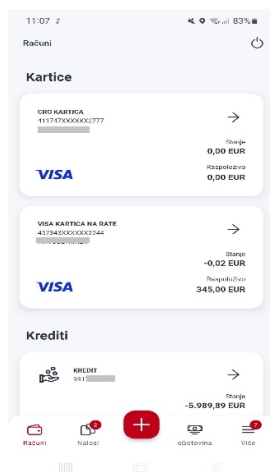 11:07
83%
Računi
Kartice
CRO KARTICA
411747XXXXXX2777
Stanje
0,00 EUR
Raspoloživo
0,00 EUR
VISA
VISA KARTICA NA RATE
Stanje
-0,02 EUR
Raspoloživo
345,00 EUR
VISA
Krediti
KREDIT
Stanje
-5.989,89 EUR
Računi
Nalozi
eGotovina
Više
7